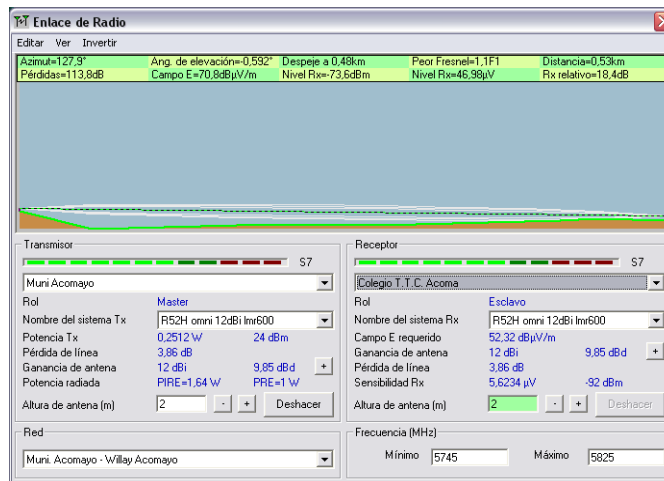 Enlace de Radio
Editar Ver Invertir
Azimut=127,9° Ang. de elevación=-0,592° Despeje a 0,48km Peor Fresnel=1,1F1 Distancia=0,53km
Pérdidas=113,8dB Campo E=70,8dBµV/m Nivel Rx=-73,6dBm Nivel Rx=46,98µV Rx relativo=18,4dB
Transmisor Receptor
S7 S7
Muni Acomayo Colegio T.T.C. Acoma
Rol Master Rol Esclavo
Nombre del sistema Tx R52H omni 12dBi lmr600 Nombre del sistema Rx R52H omni 12dBi lmr600
Potencia Tx 0,2512 W 24 dBm Campo E requerido 52,32 dBµV/m
Pérdida de línea 3,86 dB Ganancia de antena 12 dBi 9,85 dBd +
Ganancia de antena 12 dBi 9,85 dBd + Pérdida de línea 3,86 dB
Potencia radiada PIRE=1,64 W PRE=1 W Sensibilidad Rx 5,6234 µV -92 dBm
Altura de antena (m) 2 - + Deshacer Altura de antena (m) 2 - + Deshacer
Red Frecuencia (MHz)
Muni. Acomayo - Willay Acomayo Mínimo 5745 Máximo 5825